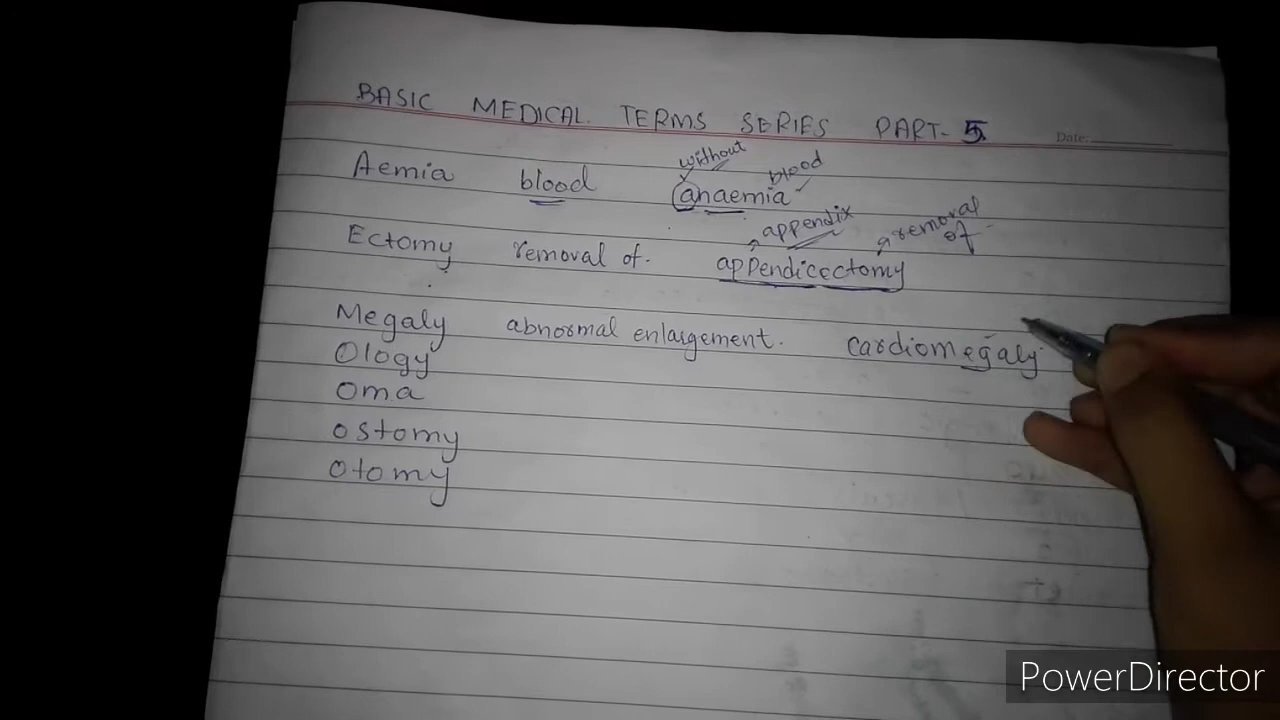 BASIC MEDICAL TERMS SERIES PART- 5
Date:
without blood
Aemia blood anaemia
appendix removal of
Ectomy removal of. appendicectomy
Megaly abnormal enlargement. cardiomegaly
Ology
Oma
ostomy
otomy
PowerDirector